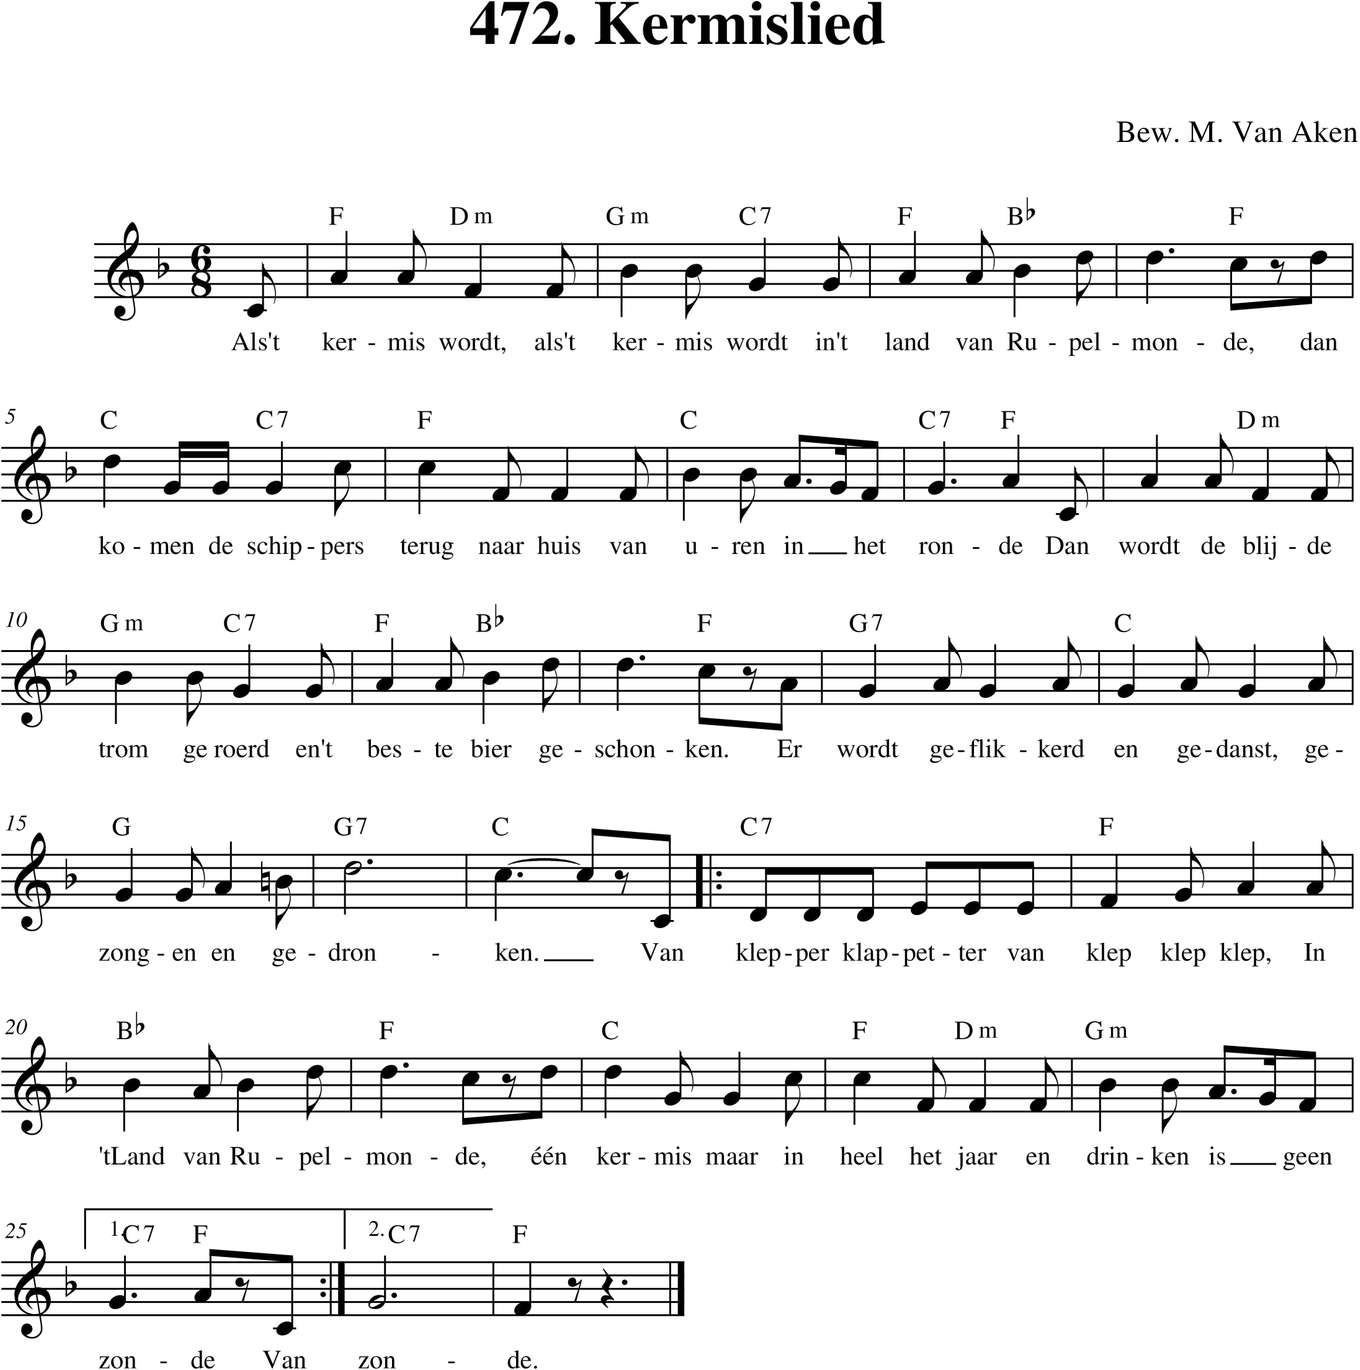 472. Kermislied
Bew. M. Van Aken
F Dm Gm C7 F B♭ F
6
8
Als't ker - mis wordt, als't ker - mis wordt in't land van Ru - pel - mon - de, dan
5 C C7 F C C7 F Dm
ko - men de schip - pers terug naar huis van u - ren in het ron - de Dan wordt de blij - de
10 Gm C7 F B♭ F G7 C
trom ge roerd en't bes - te bier ge - schon - ken. Er wordt ge - flik - kerd en ge - danst, ge -
15 G G7 C C7 F
zong - en en ge - dron - ken. Van klep - per klap - pet - ter van klep klep klep, In
20 B♭ F C F Dm Gm
'tLand van Ru - pel - mon - de, één ker - mis maar in heel het jaar en drin - ken is geen
25 1. C7 F 2. C7 F
zon - de Van zon - de.